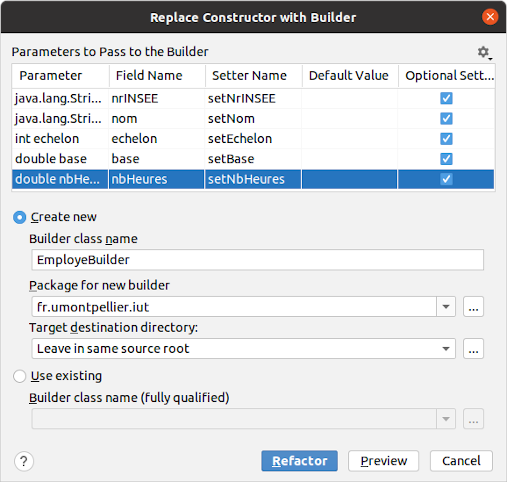 Replace Constructor with Builder
Parameters to Pass to the Builder
Parameter Field Name Setter Name Default Value Optional Sett...
java.lang.Stri... nrINSEE setNrINSEE
java.lang.Stri... nom setNom
int echelon echelon setEchelon
double base base setBase
double nbHe... nbHeures setNbHeures
Create new
Builder class name
EmployeBuilder
Package for new builder
fr.umontpellier.iut
...
Target destination directory:
Leave in same source root
...
Use existing
Builder class name (fully qualified)
...
? Refactor Preview Cancel